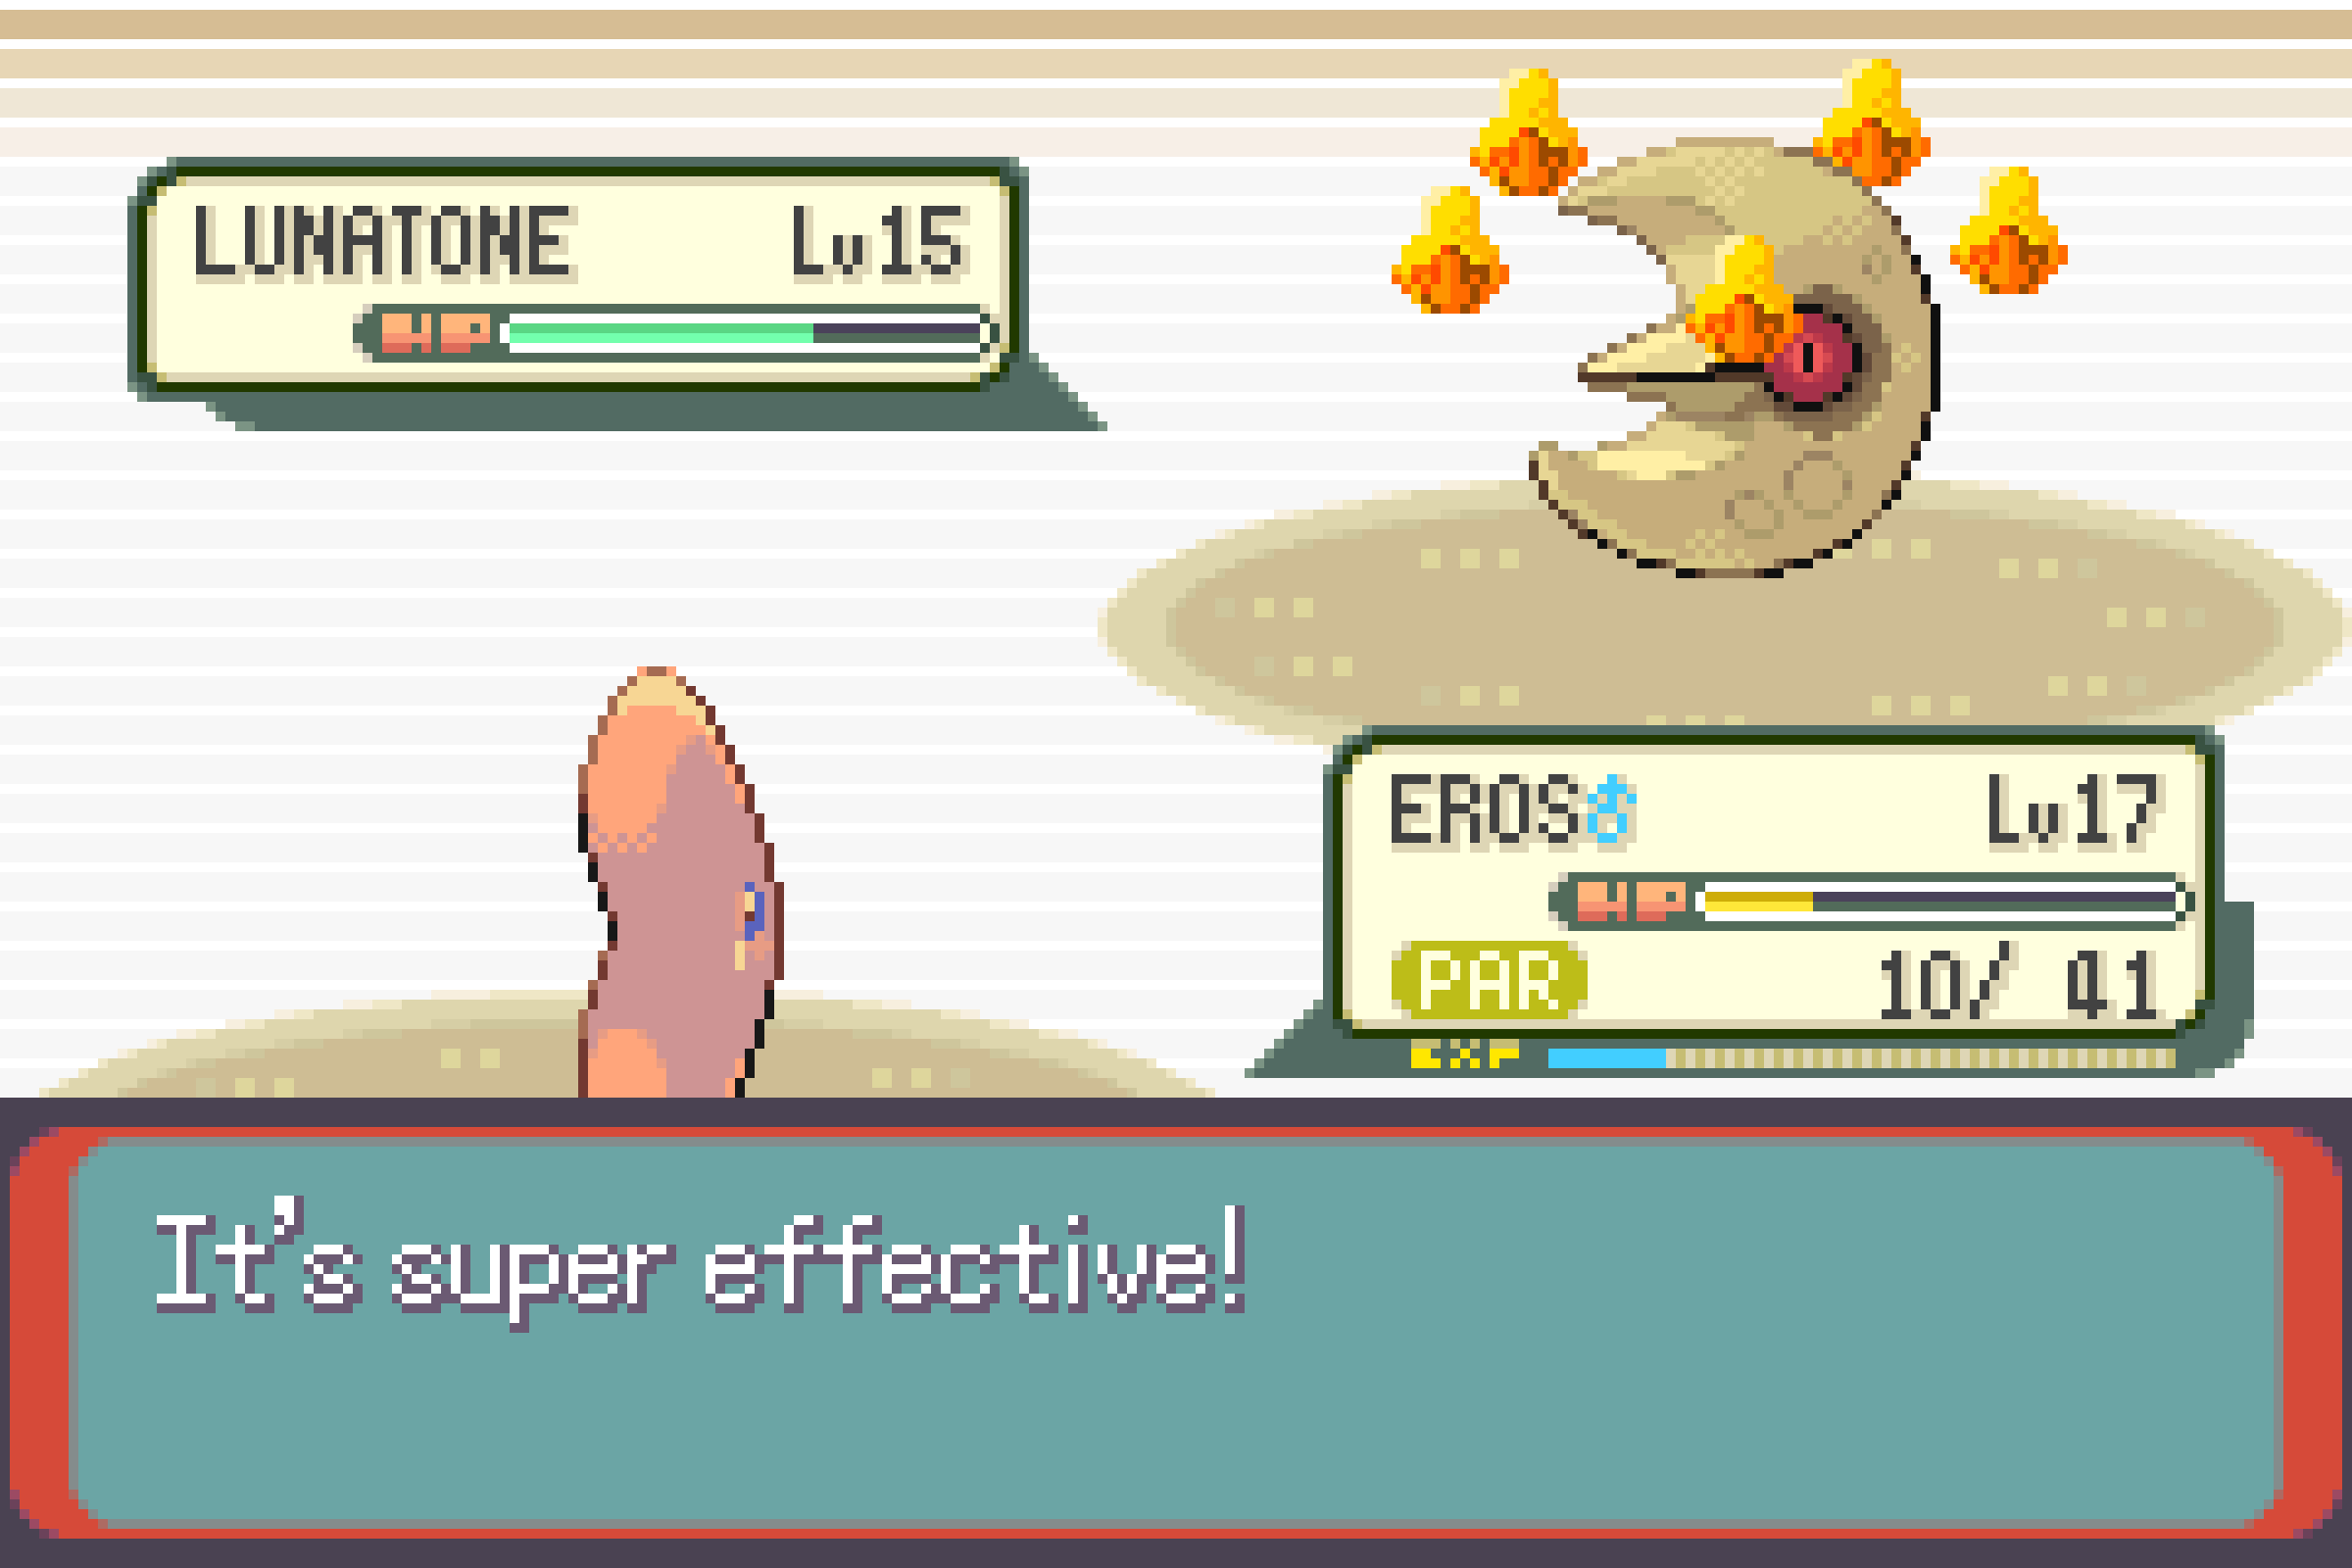 LUNATONE Lv15
HP
EROS♂ Lv17
HP
PAR 10/ 41
EXP
It's super effective!